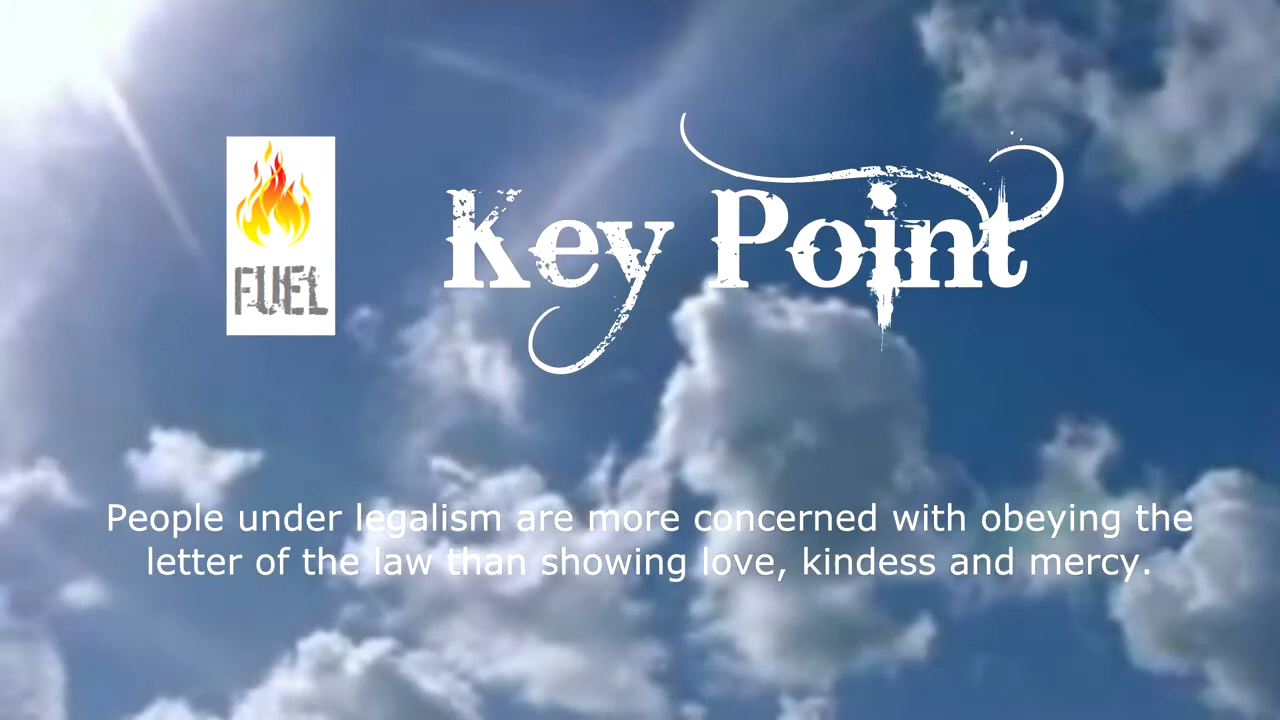 FUEL
Key Point
People under legalism are more concerned with obeying the
letter of the law than showing love, kindess and mercy.